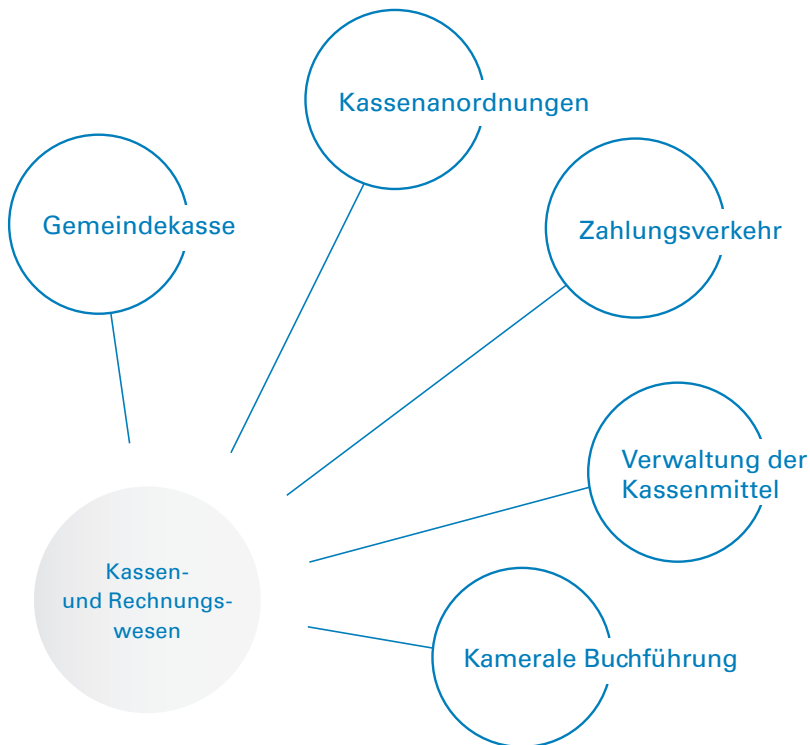 Kassenanordnungen
Gemeindekasse
Zahlungsverkehr
Verwaltung der
Kassenmittel
Kassen-
und Rechnungs-
wesen
Kamerale Buchführung